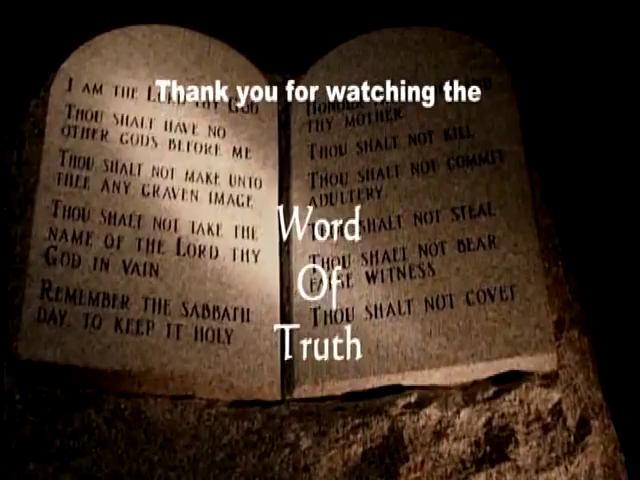 Thank you for watching the
Word
Of
Truth
I AM THE LORD THY GOD
THOU SHALT HAVE NO
OTHER GODS BEFORE ME
THOU SHALT NOT MAKE UNTO
THEE ANY GRAVEN IMAGE
THOU SHALT NOT TAKE THE
NAME OF THE LORD THY
GOD IN VAIN
REMEMBER THE SABBATH
DAY, TO KEEP IT HOLY
HONOUR
THY MOTHER
THOU SHALT NOT KILL
THOU SHALT NOT COMMIT
ADULTERY
THOU SHALT NOT STEAL
THOU SHALT NOT BEAR
FALSE WITNESS
THOU SHALT NOT COVET